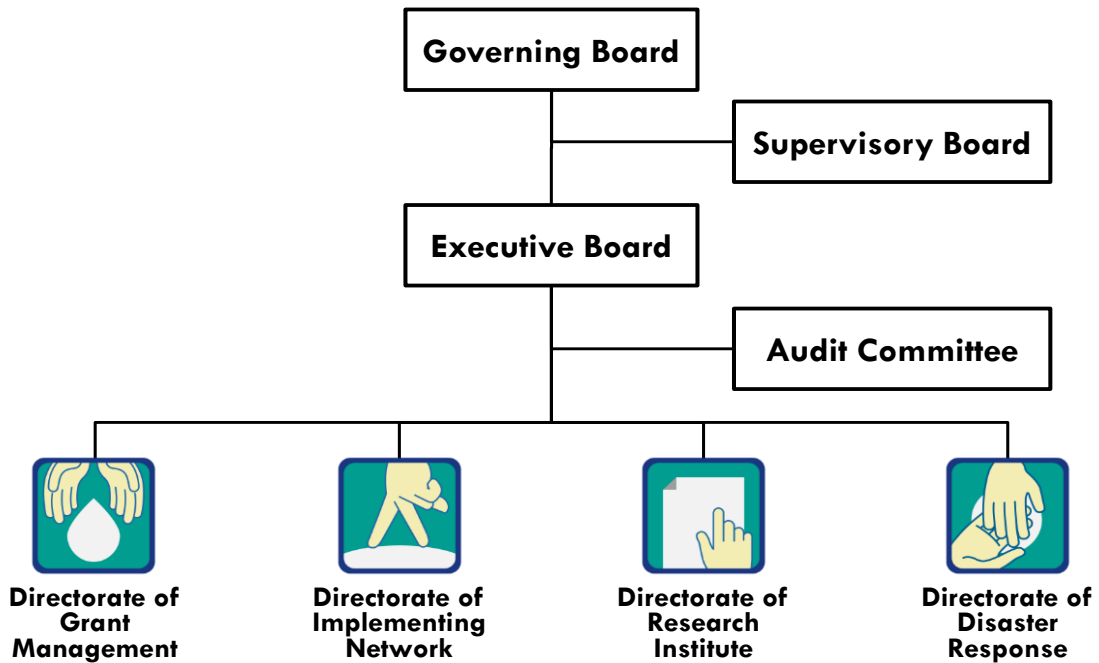 Governing Board
Supervisory Board
Executive Board
Audit Committee
Directorate of
Grant
Management
Directorate of
Implementing
Network
Directorate of
Research
Institute
Directorate of
Disaster
Response